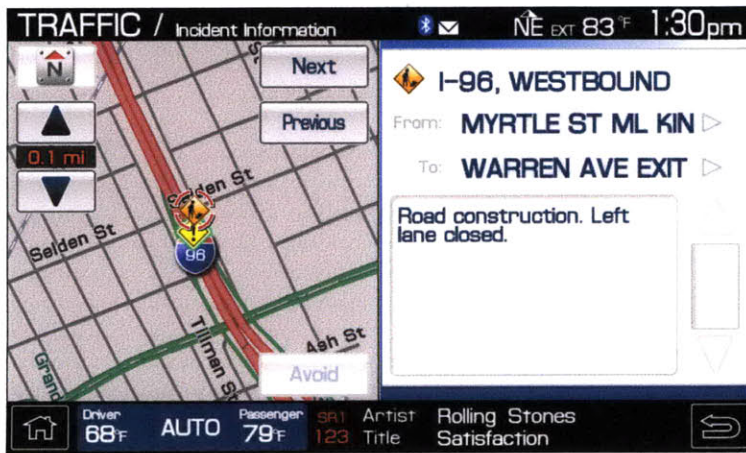 TRAFFIC / Incident Information
NE EXT 83°F 1:30pm
N
Next
Previous
0.1 mi
Selden St
Selden St
96
Tillman St
Ash St
Grand
Avoid
I-96, WESTBOUND
From: MYRTLE ST ML KIN
To: WARREN AVE EXIT
Road construction. Left
lane closed.
Driver
68°F
AUTO
Passenger
79°F
SR1
123
Artist Rolling Stones
Title Satisfaction